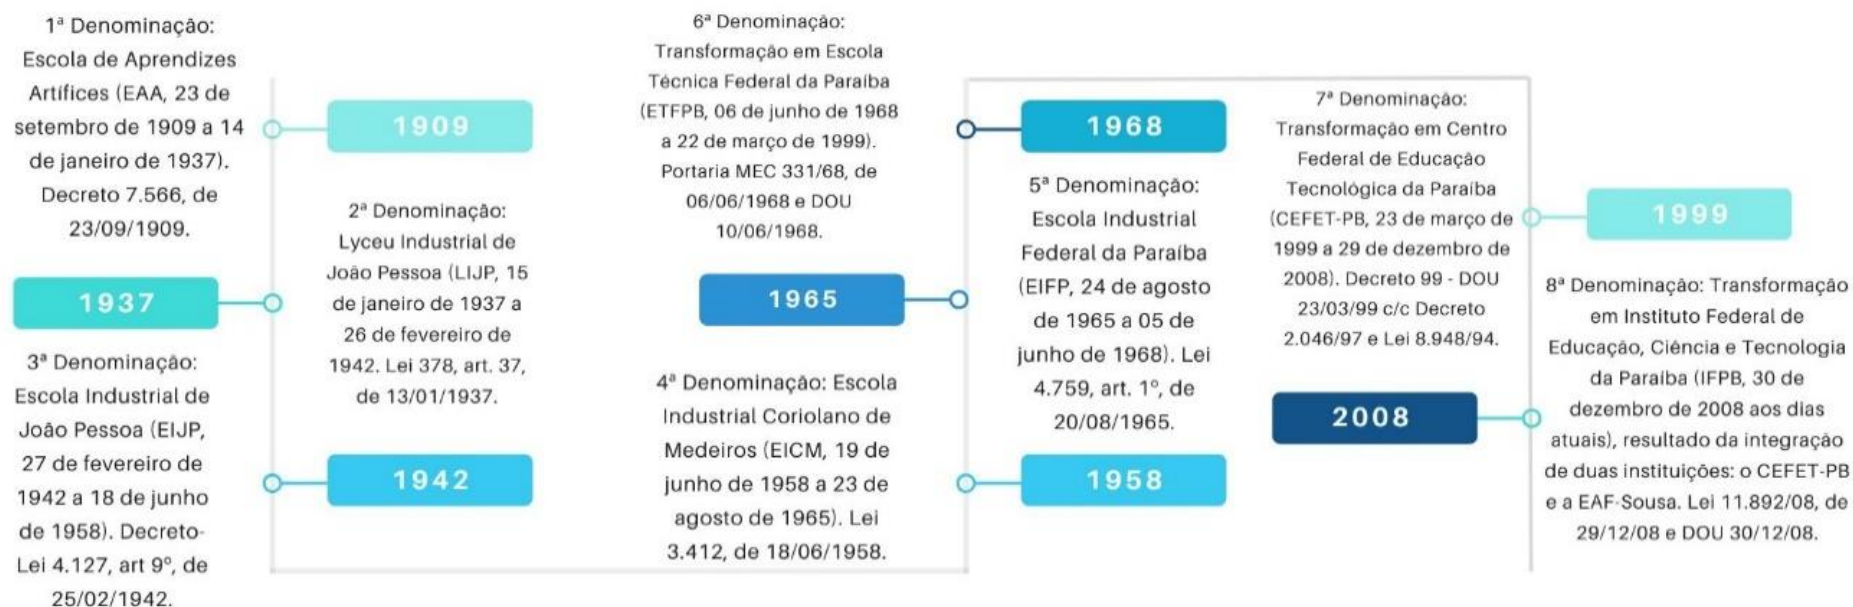 1ª Denominação:
Escola de Aprendizes
Artífices (EAA, 23 de
setembro de 1909 a 14
de janeiro de 1937).
Decreto 7.566, de
23/09/1909.
1909
1937
2ª Denominação:
Lyceu Industrial de
João Pessoa (LIJP, 15
de janeiro de 1937 a
26 de fevereiro de
1942. Lei 378, art. 37,
de 13/01/1937.
3ª Denominação:
Escola Industrial de
João Pessoa (EIJP,
27 de fevereiro de
1942 a 18 de junho
de 1958). Decreto-
Lei 4.127, art 9º, de
25/02/1942.
1942
4ª Denominação: Escola
Industrial Coriolano de
Medeiros (EICM, 19 de
junho de 1958 a 23 de
agosto de 1965). Lei
3.412, de 18/06/1958.
1958
1965
5ª Denominação:
Escola Industrial
Federal da Paraíba
(EIFP, 24 de agosto
de 1965 a 05 de
junho de 1968). Lei
4.759, art. 1º, de
20/08/1965.
6ª Denominação:
Transformação em Escola
Técnica Federal da Paraíba
(ETFPB, 06 de junho de 1968
a 22 de março de 1999).
Portaria MEC 331/68, de
06/06/1968 e DOU
10/06/1968.
1968
7ª Denominação:
Transformação em Centro
Federal de Educação
Tecnológica da Paraíba
(CEFET-PB, 23 de março de
1999 a 29 de dezembro de
2008). Decreto 99 - DOU
23/03/99 c/c Decreto
2.046/97 e Lei 8.948/94.
1999
2008
8ª Denominação: Transformação
em Instituto Federal de
Educação, Ciência e Tecnologia
da Paraíba (IFPB, 30 de
dezembro de 2008 aos dias
atuais), resultado da integração
de duas instituições: o CEFET-PB
e a EAF-Sousa. Lei 11.892/08, de
29/12/08 e DOU 30/12/08.